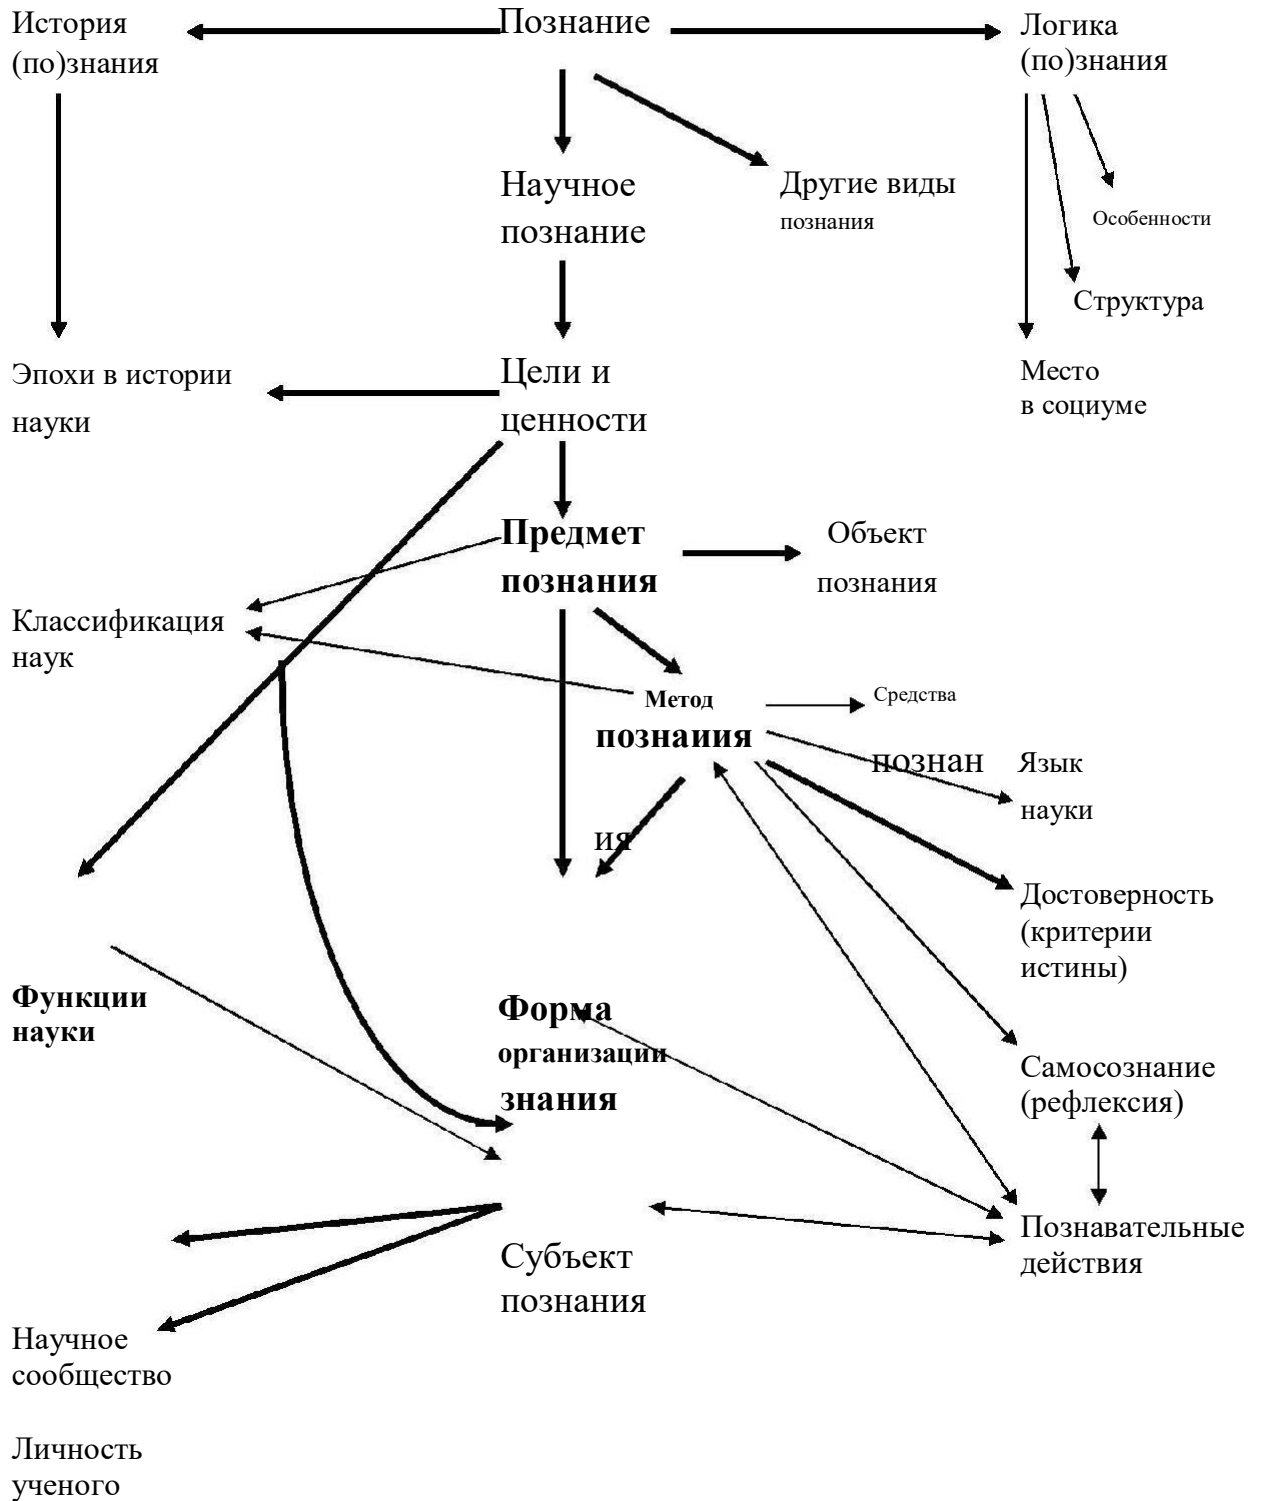 История
(по)знания
Познание
Логика
(по)знания
Научное
познание
Другие виды
познания
Особенности
Структура
Эпохи в истории
науки
Цели и
ценности
Место
в социуме
Предмет
познания
Объект
познания
Классификация
наук
Метод
познаиия
Средства
познан
ия
Язык
науки
Достоверность
(критерии
истины)
Функции
науки
Форма
организации
знания
Самосознание
(рефлексия)
Познавательные
действия
Субъект
познания
Научное
сообщество
Личность
ученого